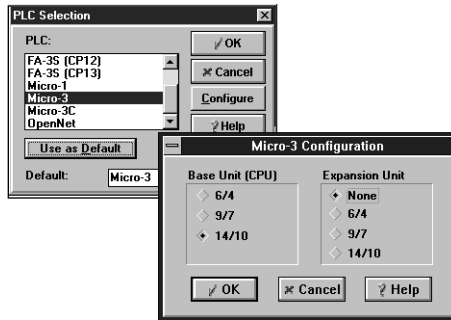 PLC Selection
PLC:
FA-3S (CP12)
FA-3S (CP13)
Micro-1
Micro-3
Micro-3C
OpenNet
OK
Cancel
Configure
Help
Use as Default
Default:
Micro-3
Micro-3 Configuration
Base Unit (CPU)
6/4
9/7
14/10
Expansion Unit
None
6/4
9/7
14/10
OK
Cancel
Help